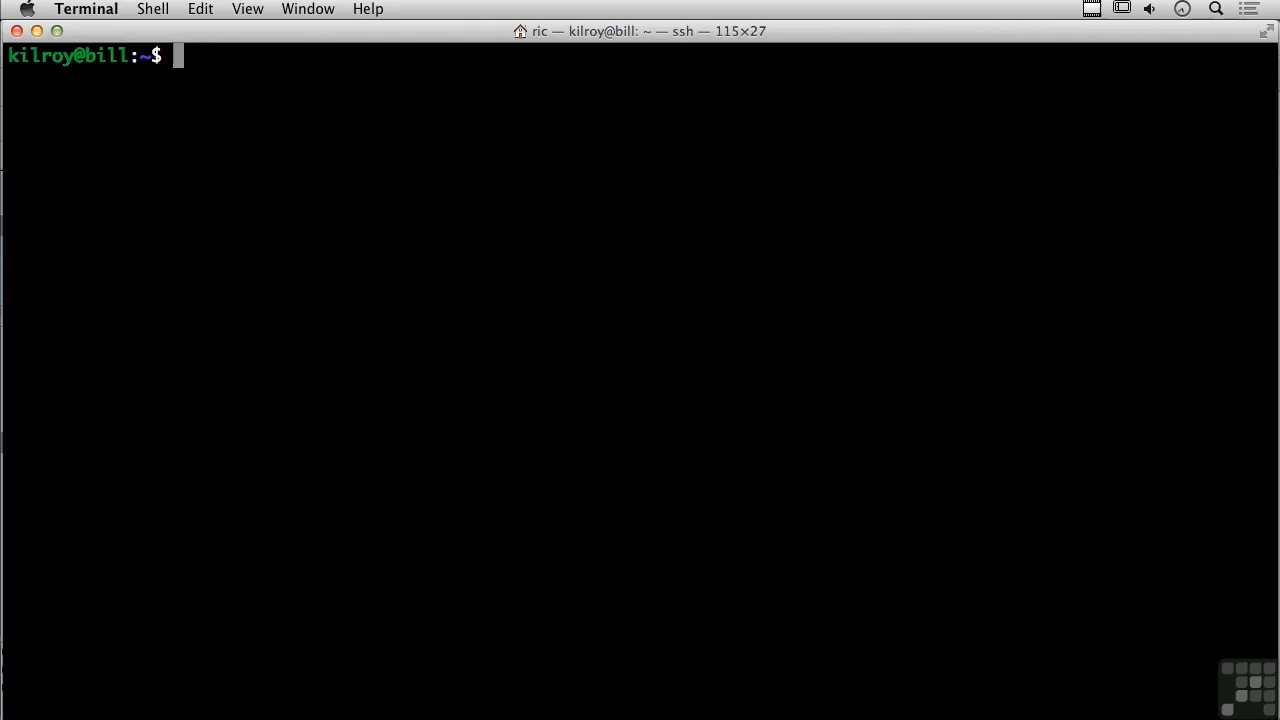 Terminal Shell Edit View Window Help
ric — kilroy@bill: ~ — ssh — 115×27
kilroy@bill:~$